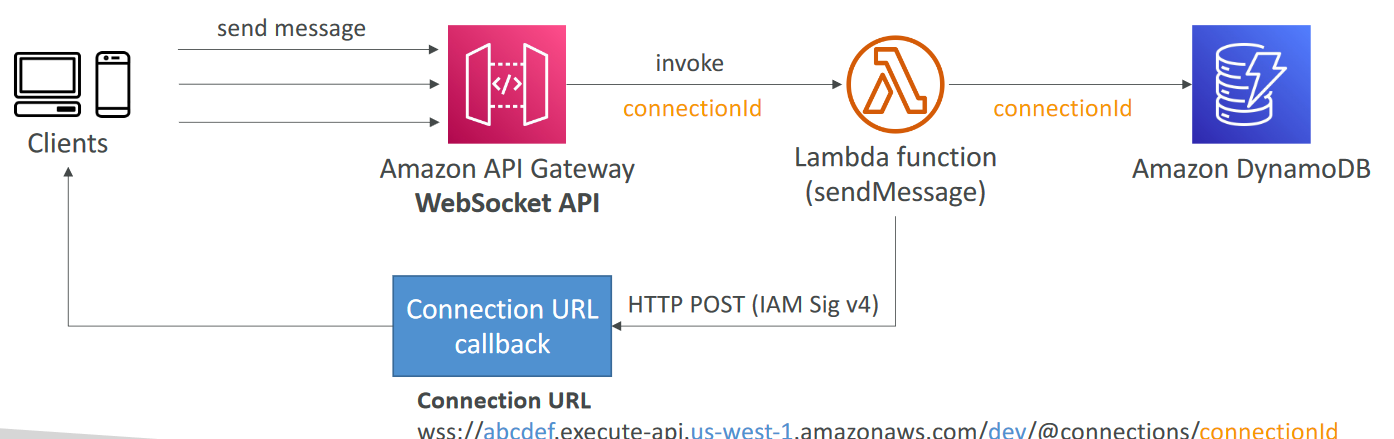 send message
Clients
</>
Amazon API Gateway
WebSocket API
invoke
connectionId
Lambda function
(sendMessage)
connectionId
Amazon DynamoDB
Connection URL
callback
HTTP POST (IAM Sig v4)
Connection URL
wss://abcdef.execute-api.us-west-1.amazonaws.com/dev/@connections/connectionId